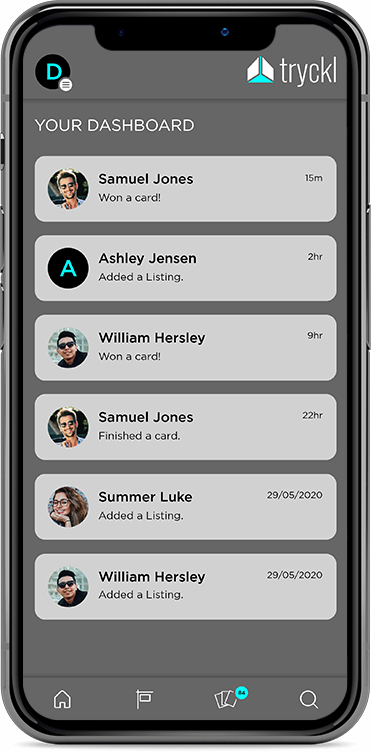 D
tryckl
YOUR DASHBOARD
Samuel Jones 15m
Won a card!
A
Ashley Jensen 2hr
Added a Listing.
William Hersley 9hr
Won a card!
Samuel Jones 22hr
Finished a card.
Summer Luke 29/05/2020
Added a Listing.
William Hersley 29/05/2020
Added a Listing.
84